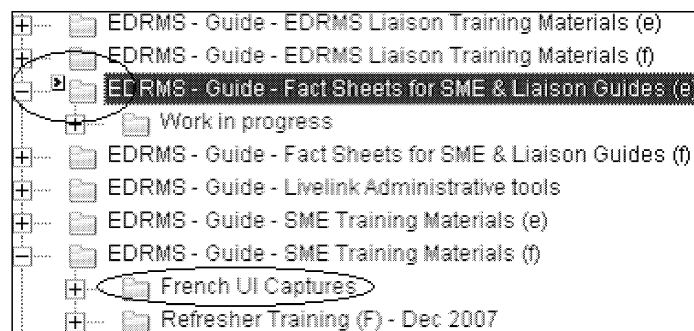 EDRMS - Guide - EDRMS Liaison Training Materials (e)
EDRMS - Guide - EDRMS Liaison Training Materials (f)
EDRMS - Guide - Fact Sheets for SME & Liaison Guides (e
Work in progress
EDRMS - Guide - Fact Sheets for SME & Liaison Guides (f)
EDRMS - Guide - Livelink Administrative tools
EDRMS - Guide - SME Training Materials (e)
EDRMS - Guide - SME Training Materials (f)
French UI Captures
Refresher Training (F) - Dec 2007